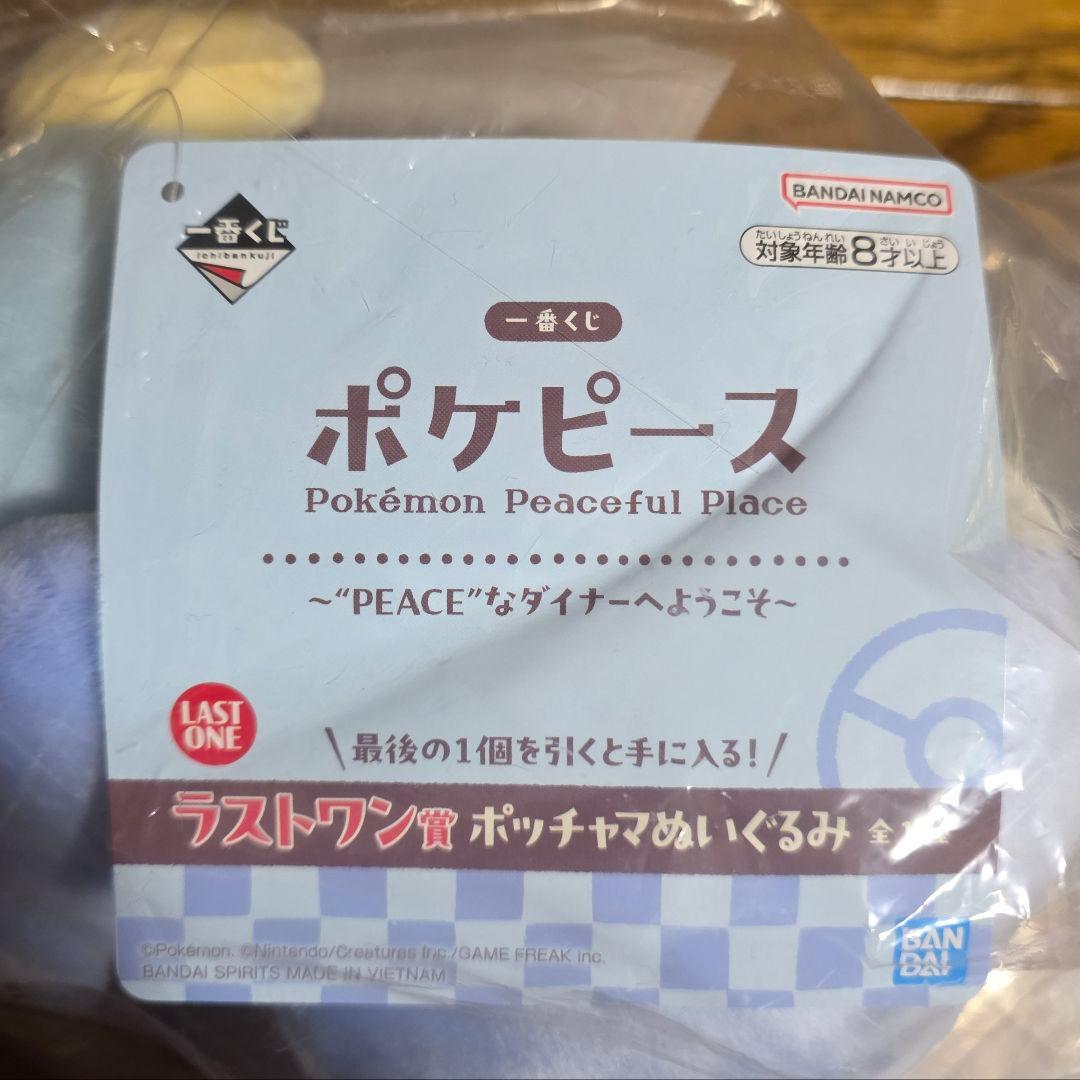 一番くじ
ichibankuji
BANDAI NAMCO
たいしょうねんれい さい いじょう
対象年齢8才以上
一番くじ
ポケピース
Pokémon Peaceful Place
～“PEACE”なダイナーへようこそ～
LAST
ONE
\最後の1個を引くと手に入る!/
ラストワン賞 ポッチャマぬいぐるみ 全
©Pokémon. ©Nintendo/Creatures Inc./GAME FREAK inc.
BANDAI SPIRITS MADE IN VIETNAM
BAN
DAI